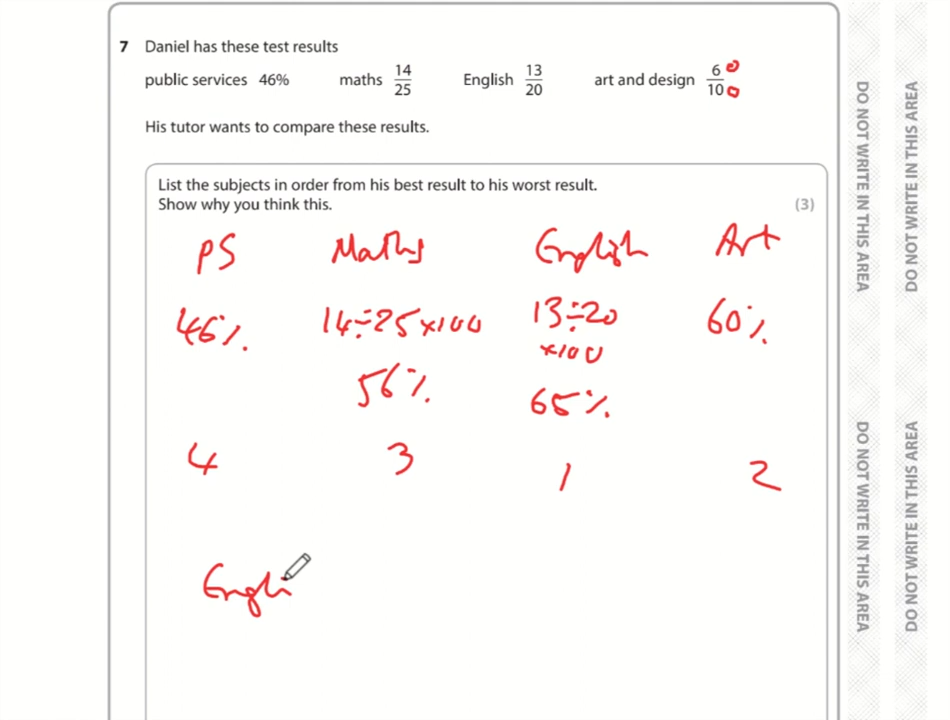 7 Daniel has these test results
public services 46% maths 14/25 English 13/20 art and design 60/100
His tutor wants to compare these results.
List the subjects in order from his best result to his worst result.
Show why you think this. (3)
PS Maths English Art
46% 14÷25×100 13÷20 60%
×100
56% 65%
4 3 1 2
Engli
DO NOT WRITE IN THIS AREA
DO NOT WRITE IN THIS AREA
DO NOT WRITE IN THIS AREA
DO NOT WRITE IN THIS AREA